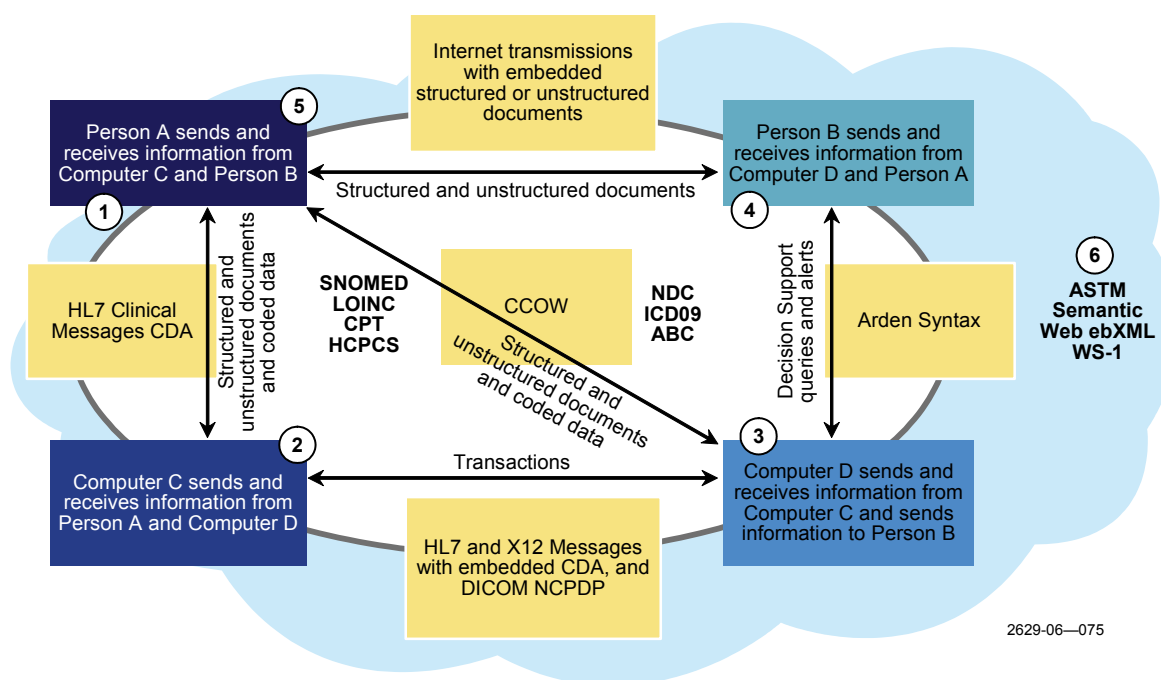 Internet transmissions
with embedded
structured or unstructured
documents
5
Person A sends and
receives information from
Computer C and Person B
1
Person B sends and
receives information from
Computer D and Person A
4
Structured and unstructured documents
HL7 Clinical
Messages CDA
Structured and
unstructured documents
and coded data
SNOMED
LOINC
CPT
HCPCS
CCOW
NDC
ICD09
ABC
Structured and
unstructured documents
and coded data
Decision Support
queries and alerts
Arden Syntax
6
ASTM
Semantic
Web ebXML
WS-1
2
Computer C sends and
receives information from
Person A and Computer D
Transactions
3
Computer D sends and
receives information from
Computer C and sends
information to Person B
HL7 and X12 Messages
with embedded CDA, and
DICOM NCPDP
2629-06—075